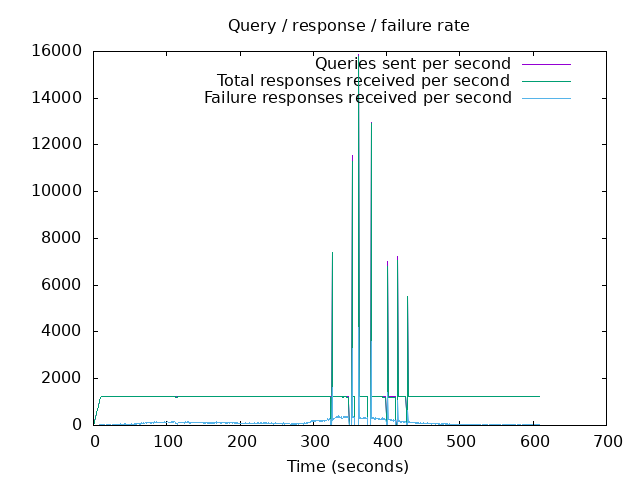 Query / response / failure rate
Queries sent per second
Total responses received per second
Failure responses received per second
16000
14000
12000
10000
8000
6000
4000
2000
0
0 100 200 300 400 500 600 700
Time (seconds)